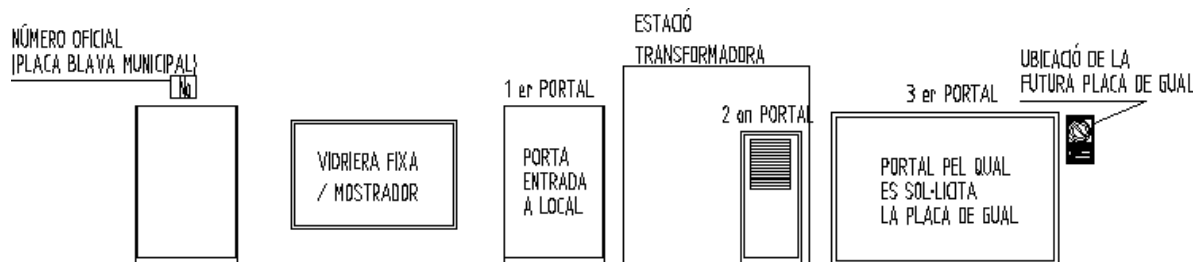 NÚMERO OFICIAL
(PLACA BLAVA MUNICIPAL)
No
VIDRIERA FIXA
/ MOSTRADOR
1 er PORTAL
PORTA
ENTRADA
A LOCAL
ESTACIÓ
TRANSFORMADORA
2 on PORTAL
3 er PORTAL
PORTAL PEL QUAL
ES SOL·LICITA
LA PLACA DE GUAL
UBICACIÓ DE LA
FUTURA PLACA DE GUAL